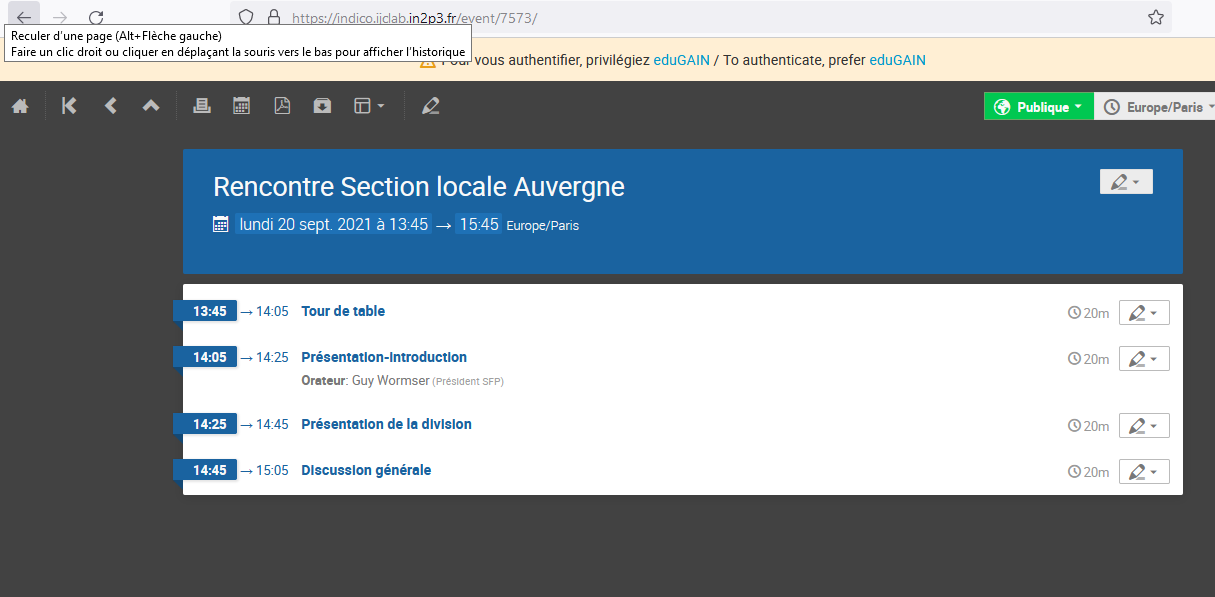 https://indico.ijclab.in2p3.fr/event/7573/
Reculer d'une page (Alt+Flèche gauche)
Faire un clic droit ou cliquer en déplaçant la souris vers le bas pour afficher l'historique
vous authentifier, privilégiez eduGAIN / To authenticate, prefer eduGAIN
Publique
Europe/Paris
Rencontre Section locale Auvergne
lundi 20 sept. 2021 à 13:45 → 15:45 Europe/Paris
13:45 → 14:05 Tour de table 20m
14:05 → 14:25 Présentation-introduction 20m
Orateur: Guy Wormser (Président SFP)
14:25 → 14:45 Présentation de la division 20m
14:45 → 15:05 Discussion générale 20m